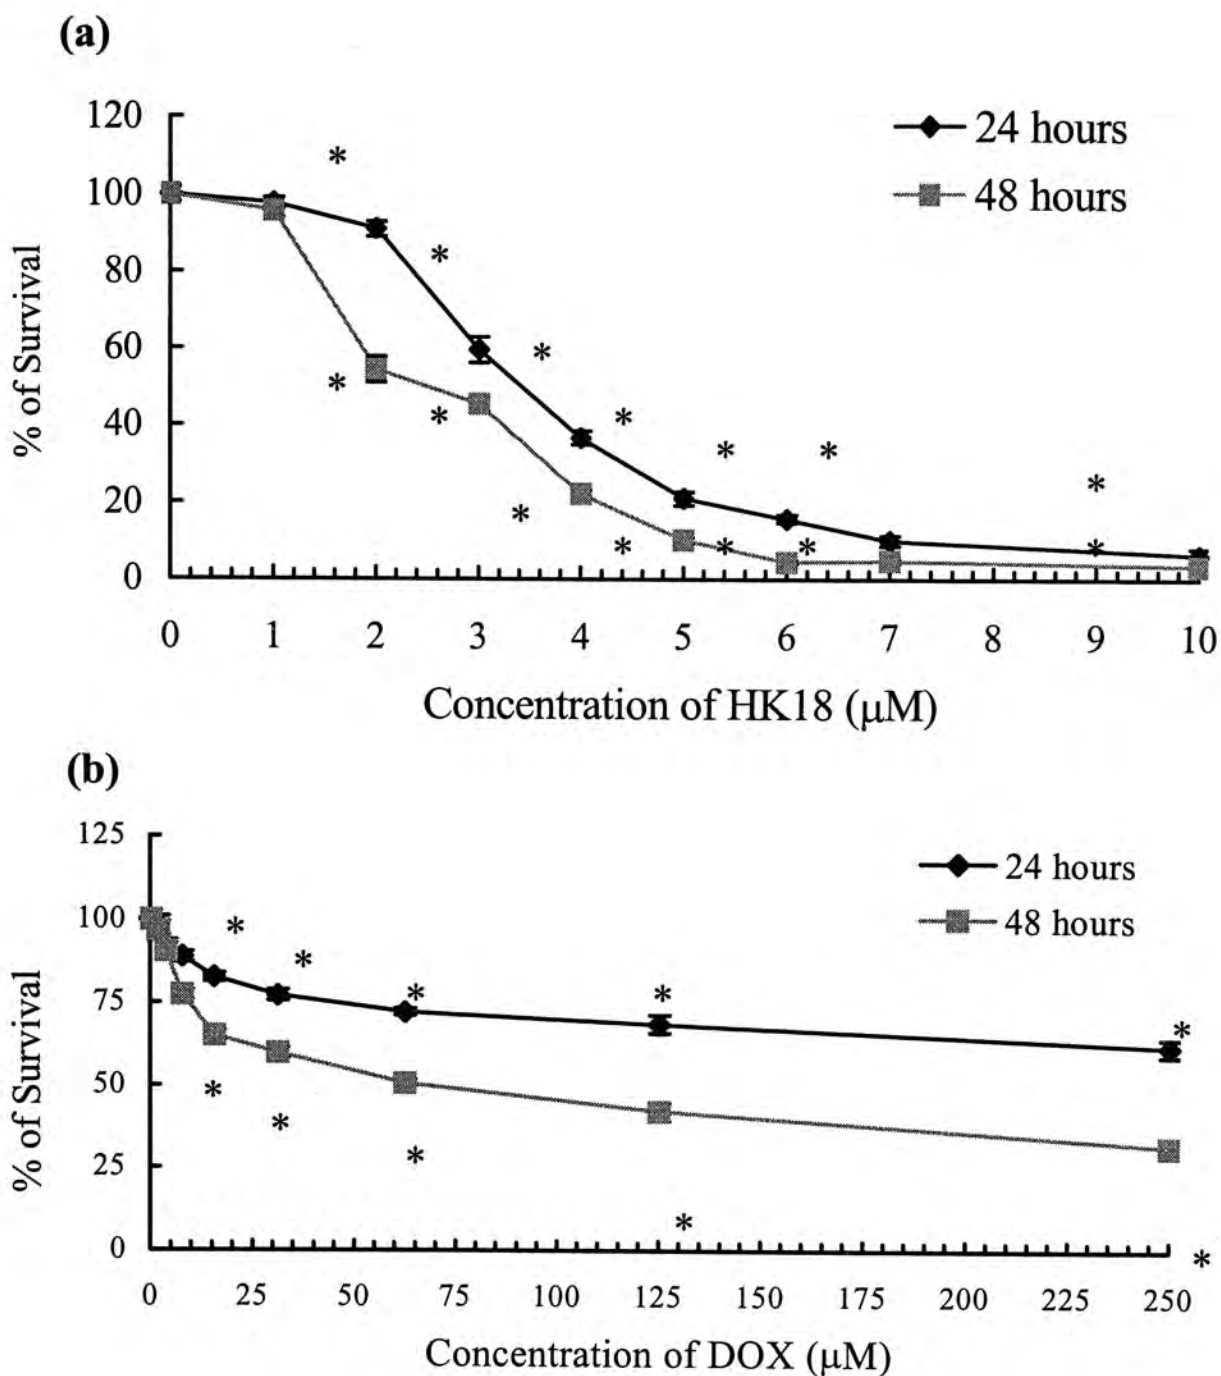 (a)
120
24 hours
100
48 hours
80
60
40
20
0
% of Survival
* * * * * * *
* * * * * * *
0 1 2 3 4 5 6 7 8 9 10
Concentration of HK18 (μM)
(b)
125
24 hours
100
48 hours
75
50
25
0
% of Survival
* * * * *
* * * * *
0 25 50 75 100 125 150 175 200 225 250
Concentration of DOX (μM)